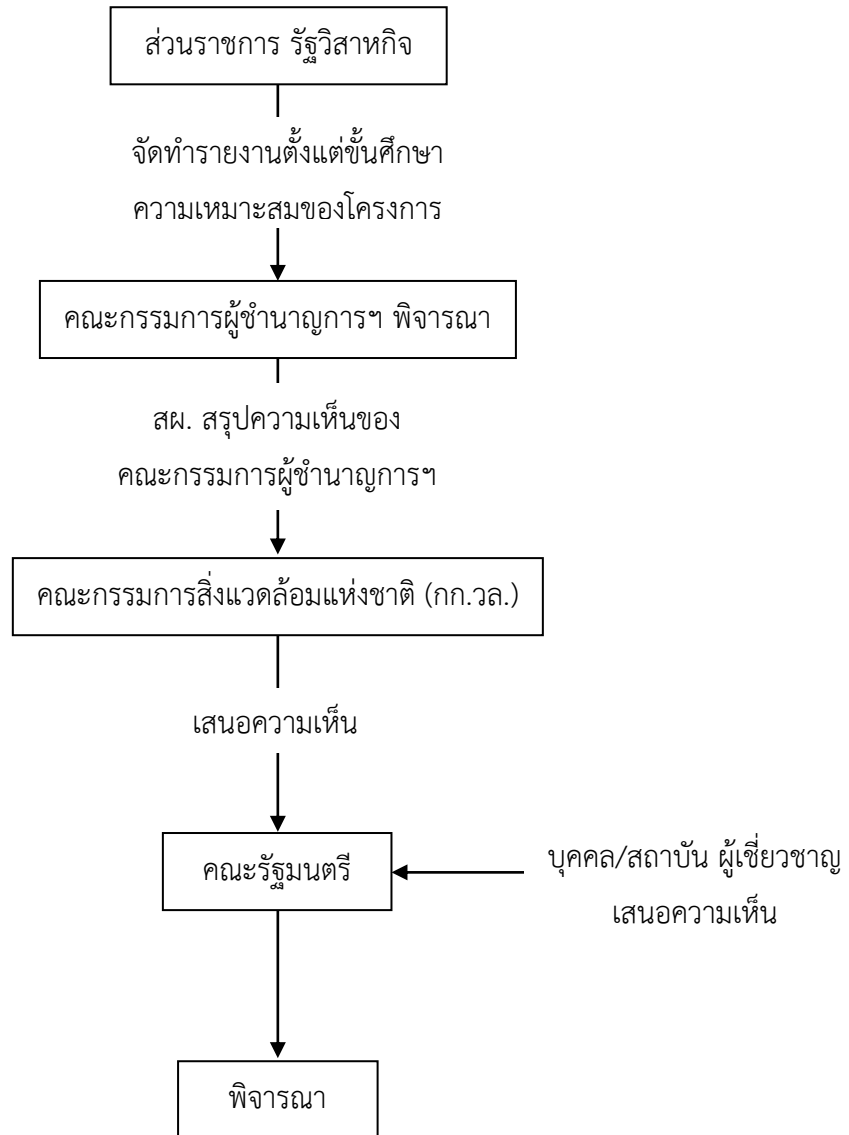 ส่วนราชการ รัฐวิสาหกิจ
จัดทำรายงานตั้งแต่ขั้นศึกษา
ความเหมาะสมของโครงการ
คณะกรรมการผู้ชำนาญการฯ พิจารณา
สผ. สรุปความเห็นของ
คณะกรรมการผู้ชำนาญการฯ
คณะกรรมการสิ่งแวดล้อมแห่งชาติ (กก.วล.)
เสนอความเห็น
คณะรัฐมนตรี
บุคคล/สถาบัน ผู้เชี่ยวชาญ
เสนอความเห็น
พิจารณา